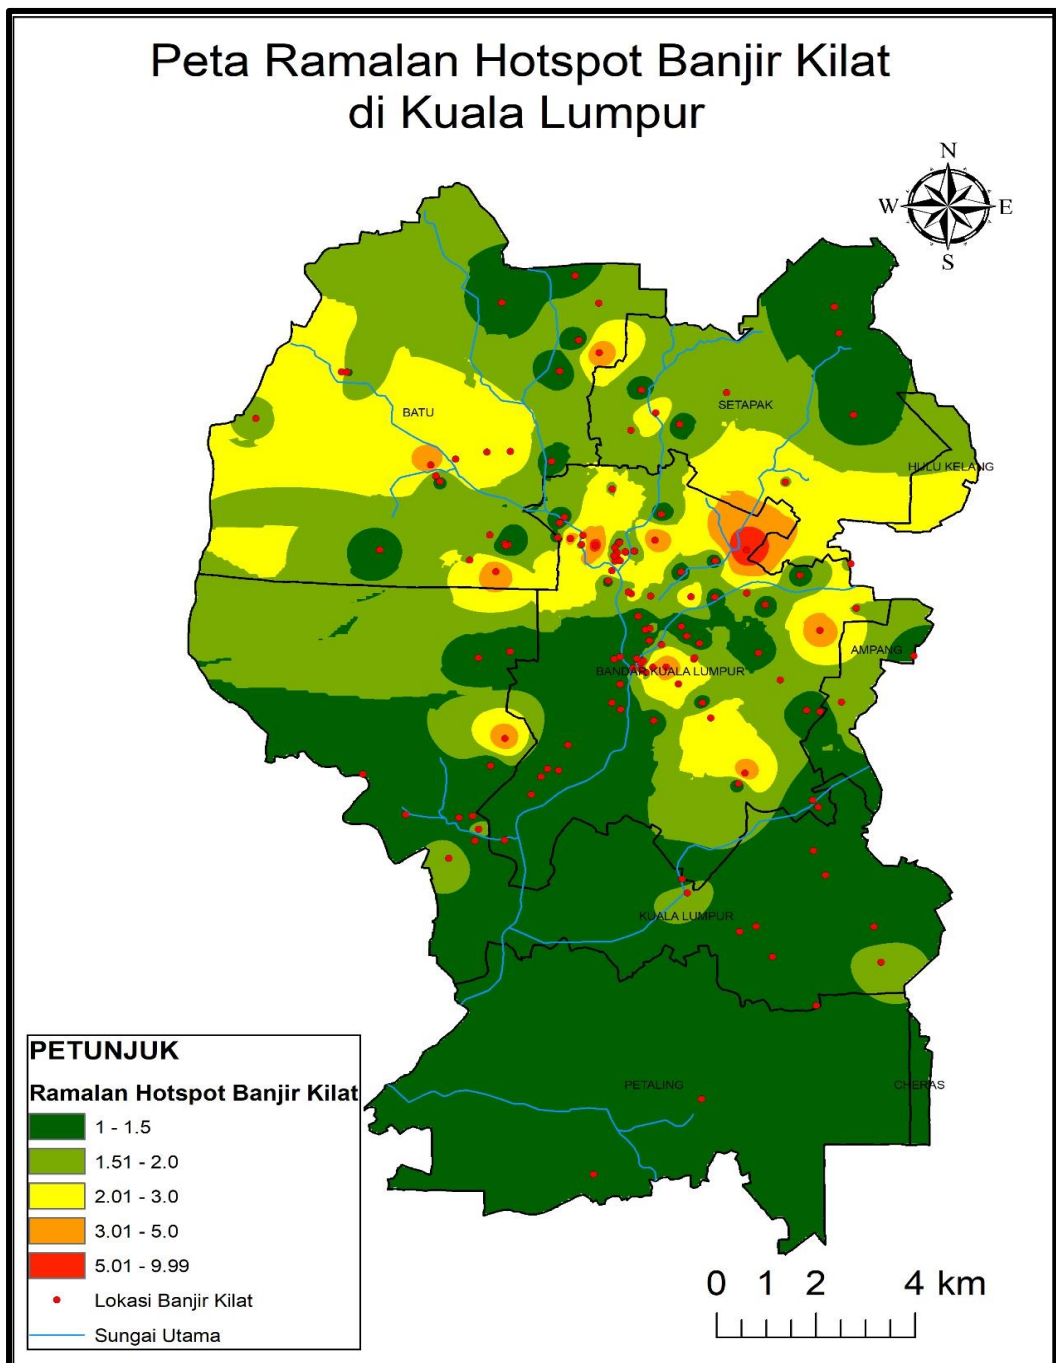 Peta Ramalan Hotspot Banjir Kilat
di Kuala Lumpur
N
W
E
S
BATU
SETAPAK
HULU KELANG
AMPANG
BANDAR KUALA LUMPUR
KUALA LUMPUR
PETALING
CHERAS
PETUNJUK
Ramalan Hotspot Banjir Kilat
1 - 1.5
1.51 - 2.0
2.01 - 3.0
3.01 - 5.0
5.01 - 9.99
Lokasi Banjir Kilat
Sungai Utama
0 1 2 4 km